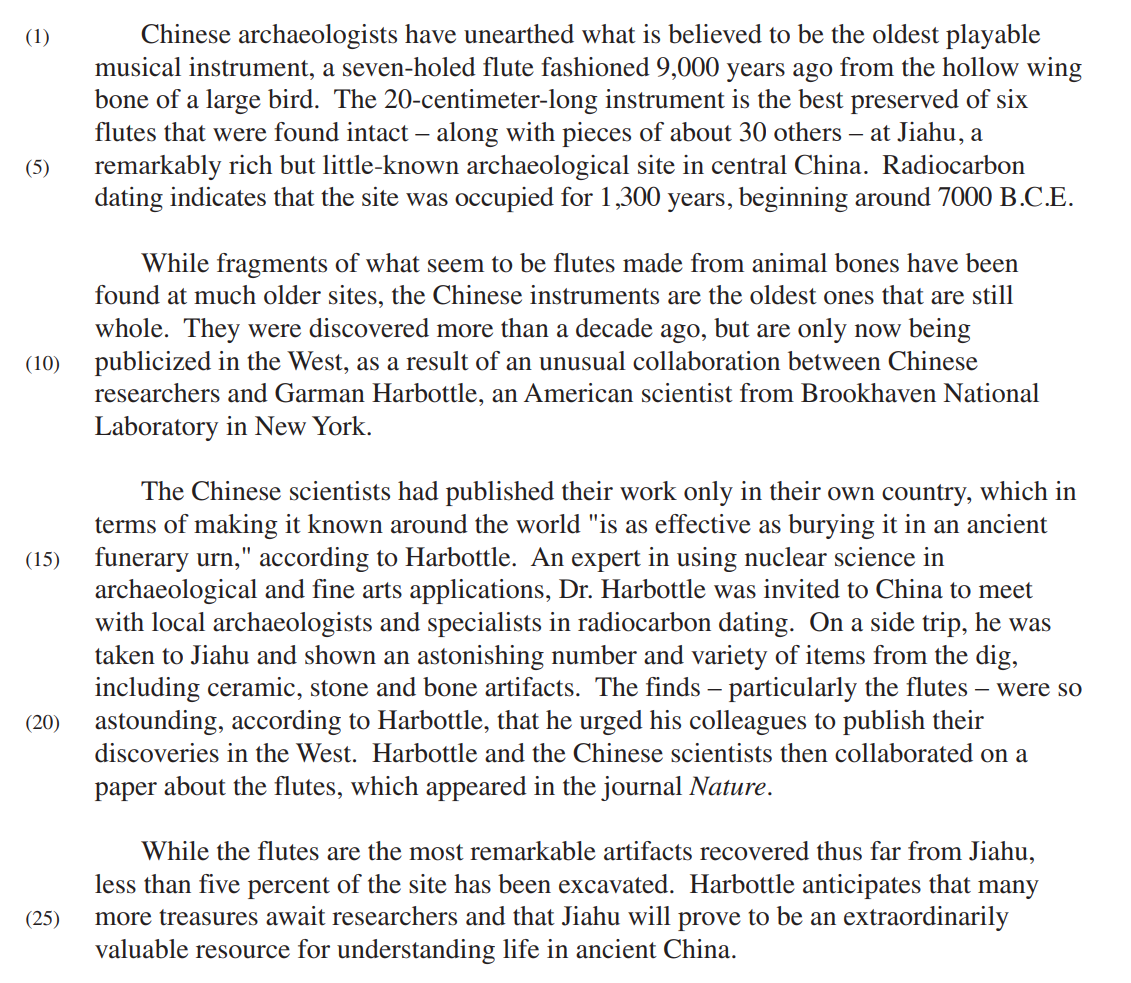 (1) Chinese archaeologists have unearthed what is believed to be the oldest playable
musical instrument, a seven-holed flute fashioned 9,000 years ago from the hollow wing
bone of a large bird. The 20-centimeter-long instrument is the best preserved of six
flutes that were found intact – along with pieces of about 30 others – at Jiahu, a
(5) remarkably rich but little-known archaeological site in central China. Radiocarbon
dating indicates that the site was occupied for 1,300 years, beginning around 7000 B.C.E.
While fragments of what seem to be flutes made from animal bones have been
found at much older sites, the Chinese instruments are the oldest ones that are still
whole. They were discovered more than a decade ago, but are only now being
(10) publicized in the West, as a result of an unusual collaboration between Chinese
researchers and Garman Harbottle, an American scientist from Brookhaven National
Laboratory in New York.
The Chinese scientists had published their work only in their own country, which in
terms of making it known around the world "is as effective as burying it in an ancient
(15) funerary urn," according to Harbottle. An expert in using nuclear science in
archaeological and fine arts applications, Dr. Harbottle was invited to China to meet
with local archaeologists and specialists in radiocarbon dating. On a side trip, he was
taken to Jiahu and shown an astonishing number and variety of items from the dig,
including ceramic, stone and bone artifacts. The finds – particularly the flutes – were so
(20) astounding, according to Harbottle, that he urged his colleagues to publish their
discoveries in the West. Harbottle and the Chinese scientists then collaborated on a
paper about the flutes, which appeared in the journal Nature.
While the flutes are the most remarkable artifacts recovered thus far from Jiahu,
less than five percent of the site has been excavated. Harbottle anticipates that many
(25) more treasures await researchers and that Jiahu will prove to be an extraordinarily
valuable resource for understanding life in ancient China.